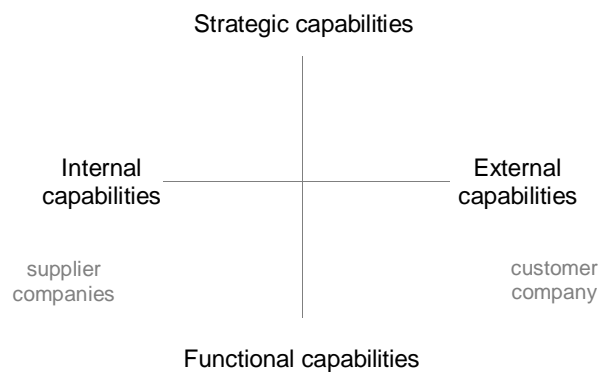 Strategic capabilities
Internal
capabilities
External
capabilities
supplier
companies
customer
company
Functional capabilities